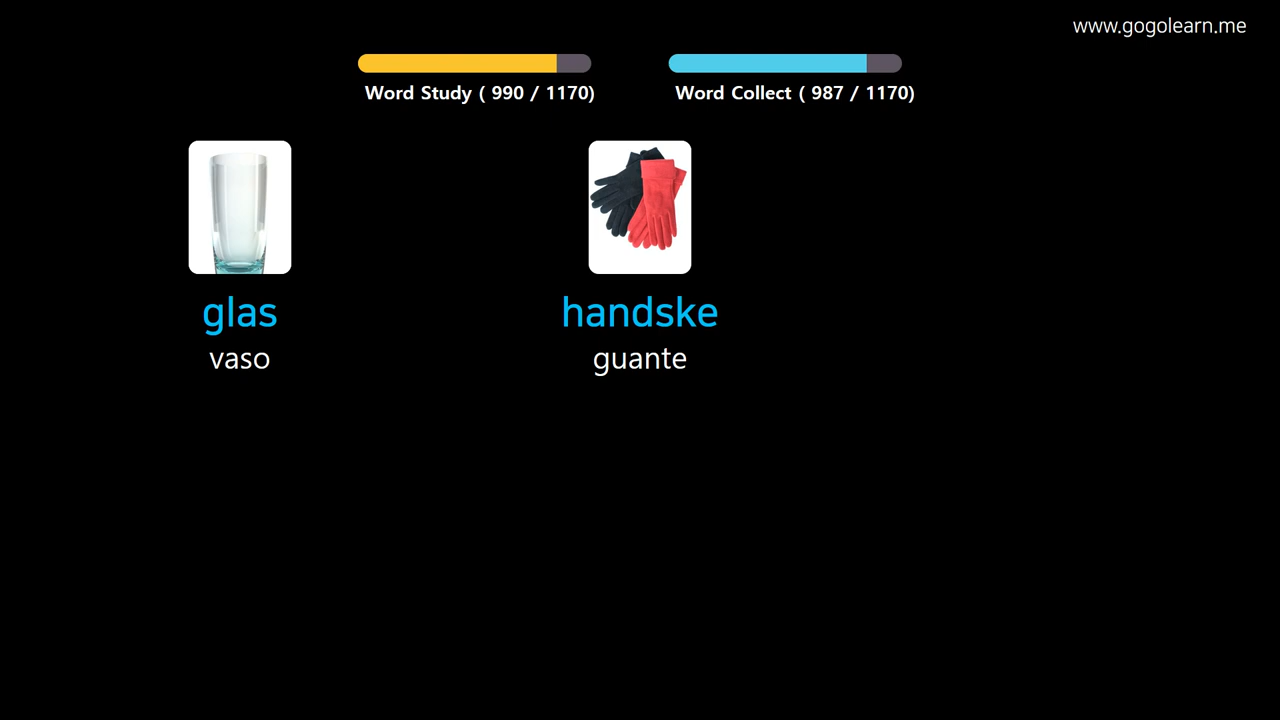 www.gogolearn.me
Word Study ( 990 / 1170)
Word Collect ( 987 / 1170)
glas
vaso
handske
guante